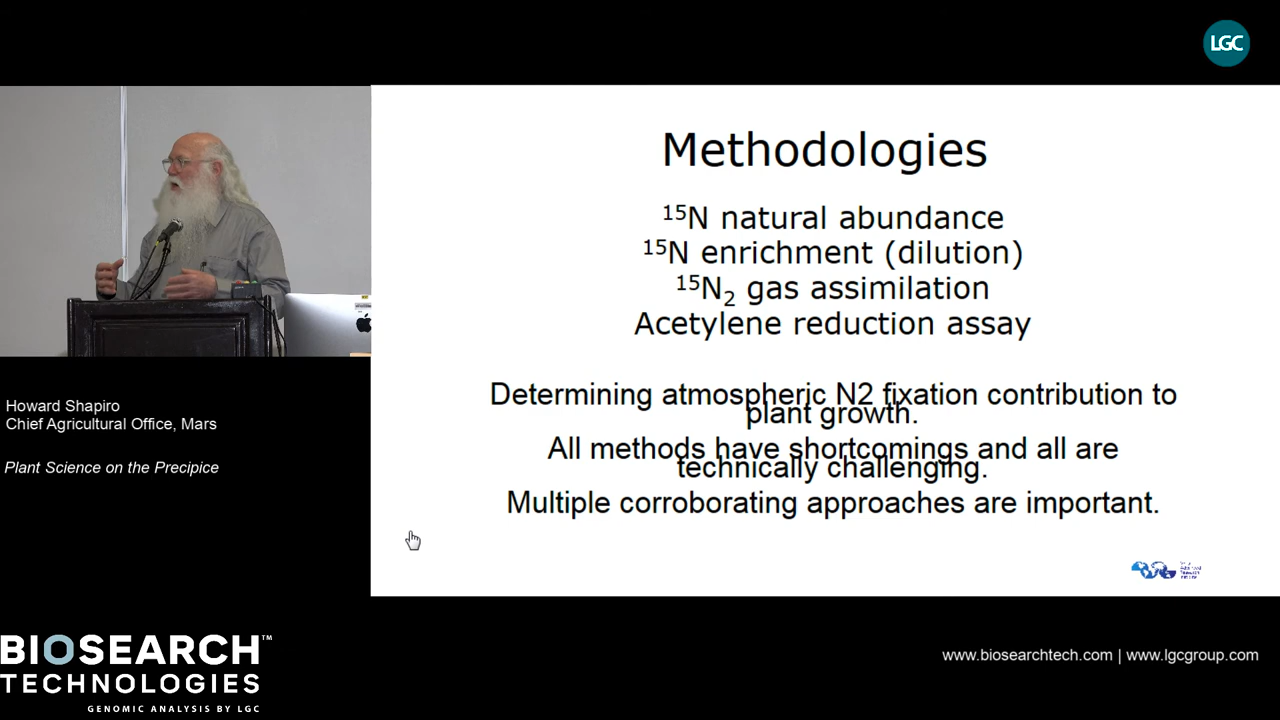 LGC
Methodologies
¹⁵N natural abundance
¹⁵N enrichment (dilution)
¹⁵N₂ gas assimilation
Acetylene reduction assay
Determining atmospheric N2 fixation contribution to
plant growth.
All methods have shortcomings and all are
technically challenging.
Multiple corroborating approaches are important.
Howard Shapiro
Chief Agricultural Office, Mars
Plant Science on the Precipice
BIOSEARCH™
TECHNOLOGIES
GENOMIC ANALYSIS BY LGC
www.biosearchtech.com | www.lgcgroup.com